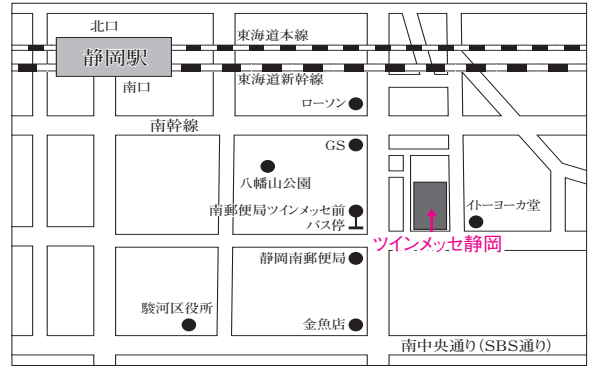 北口
東海道本線
静岡駅
東海道新幹線
南口
ローソン
南幹線
GS
八幡山公園
イトーヨーカ堂
南郵便局ツインメッセ前
バス停
ツインメッセ静岡
静岡南郵便局
駿河区役所
金魚店
南中央通り(SBS通り)